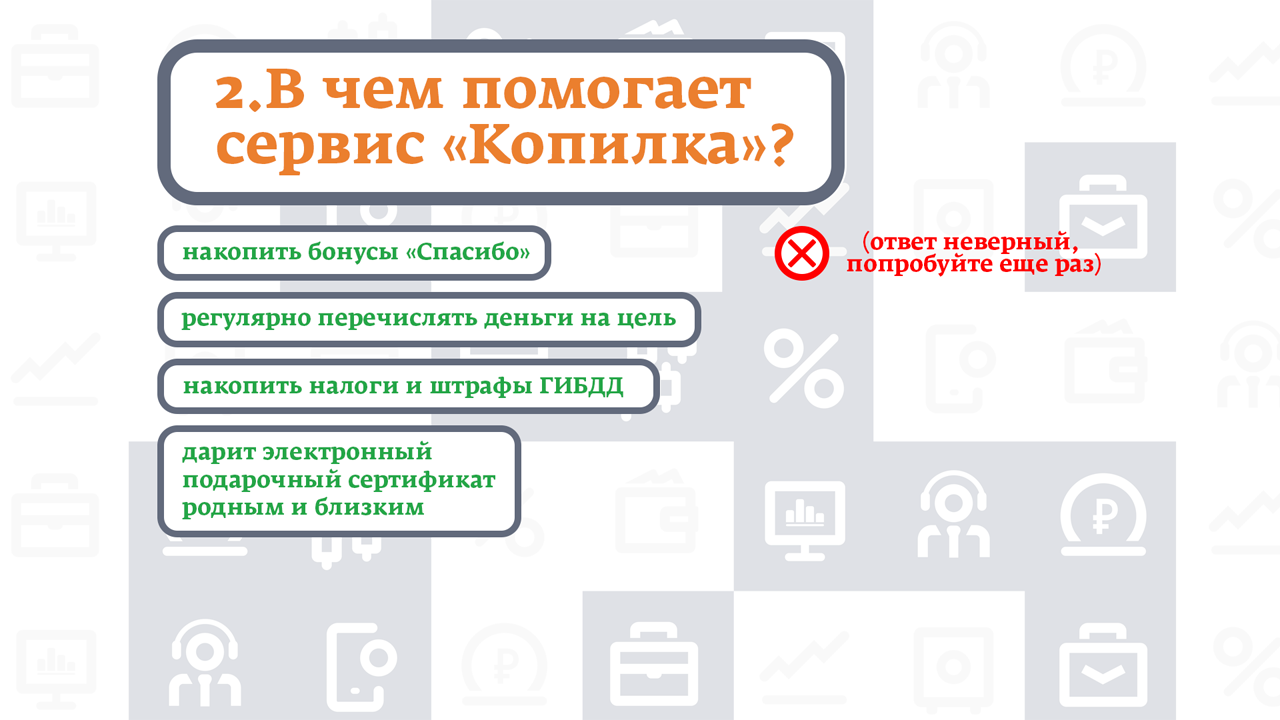 2.В чем помогает
сервис «Копилка»?
накопить бонусы «Спасибо»
(ответ неверный,
попробуйте еще раз)
регулярно перечислять деньги на цель
накопить налоги и штрафы ГИБДД
дарит электронный
подарочный сертификат
родным и близким